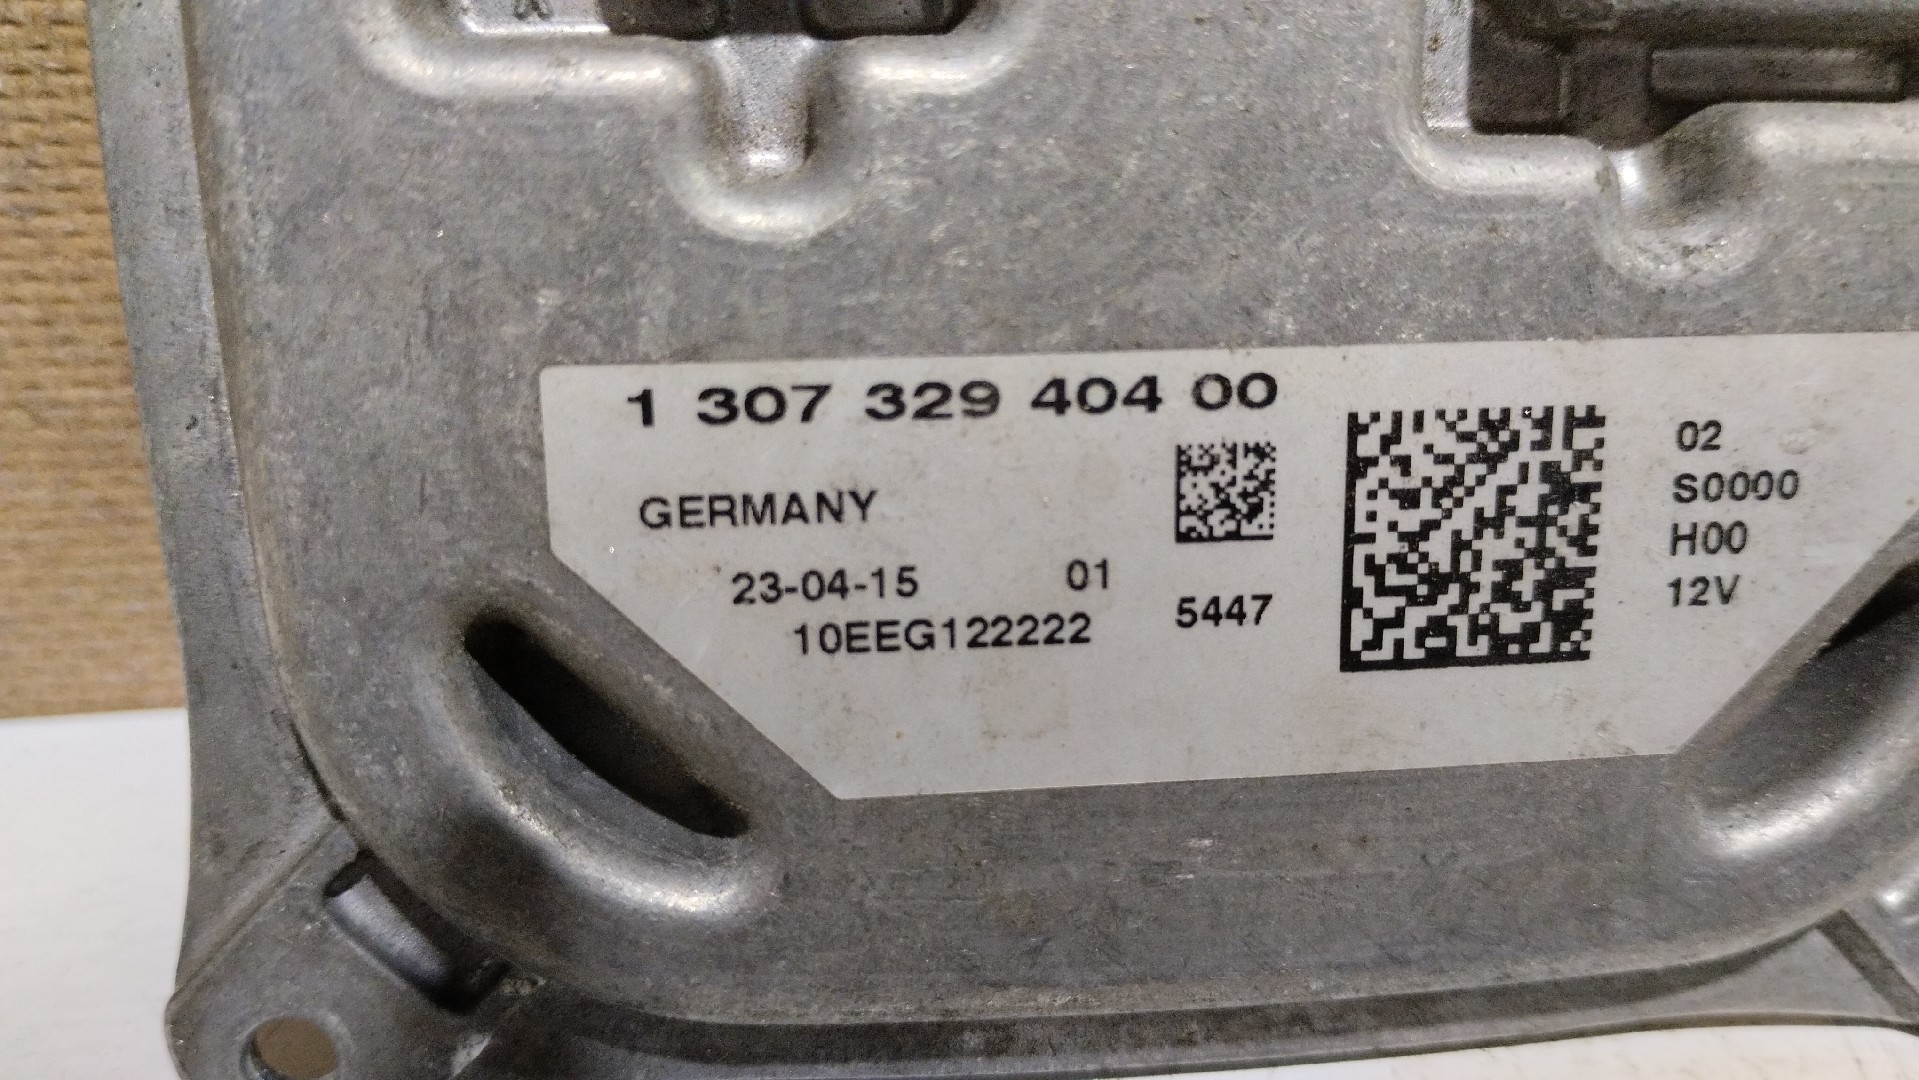 1 307 329 404 00
GERMANY
23-04-15 01
10EEG122222
5447
02
S0000
H00
12V